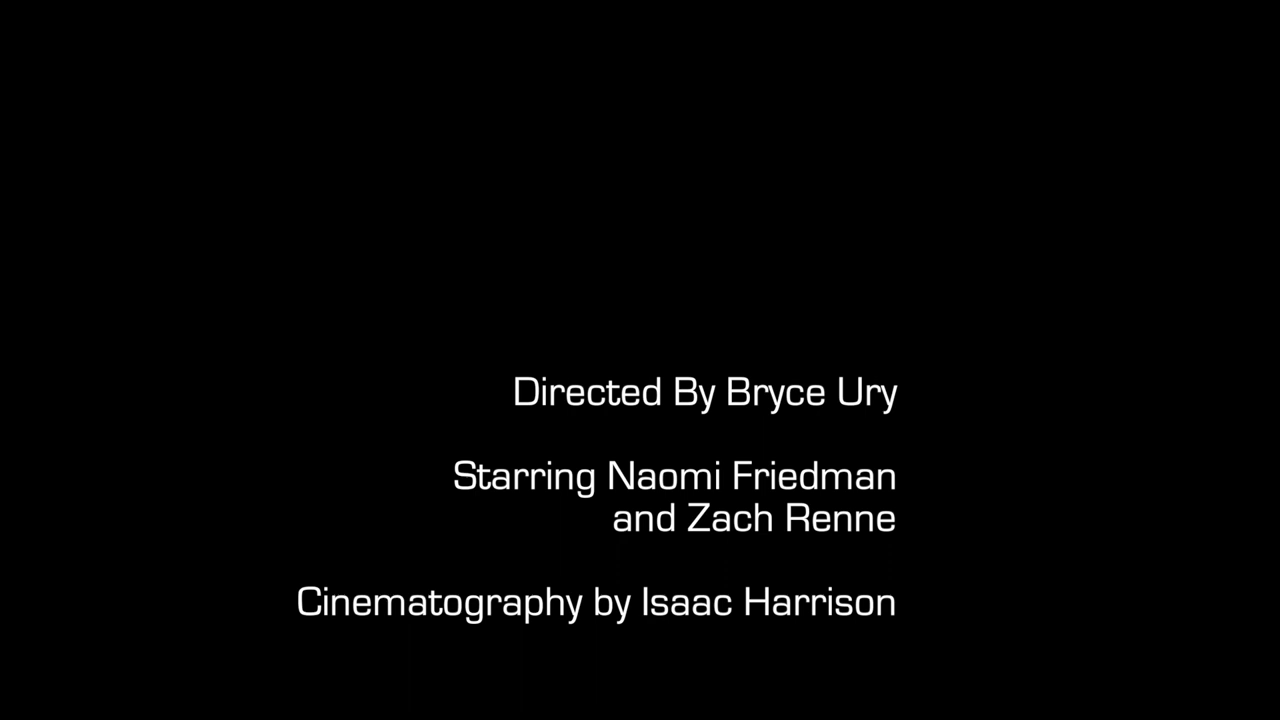 Directed By Bryce Ury
Starring Naomi Friedman
and Zach Renne
Cinematography by Isaac Harrison